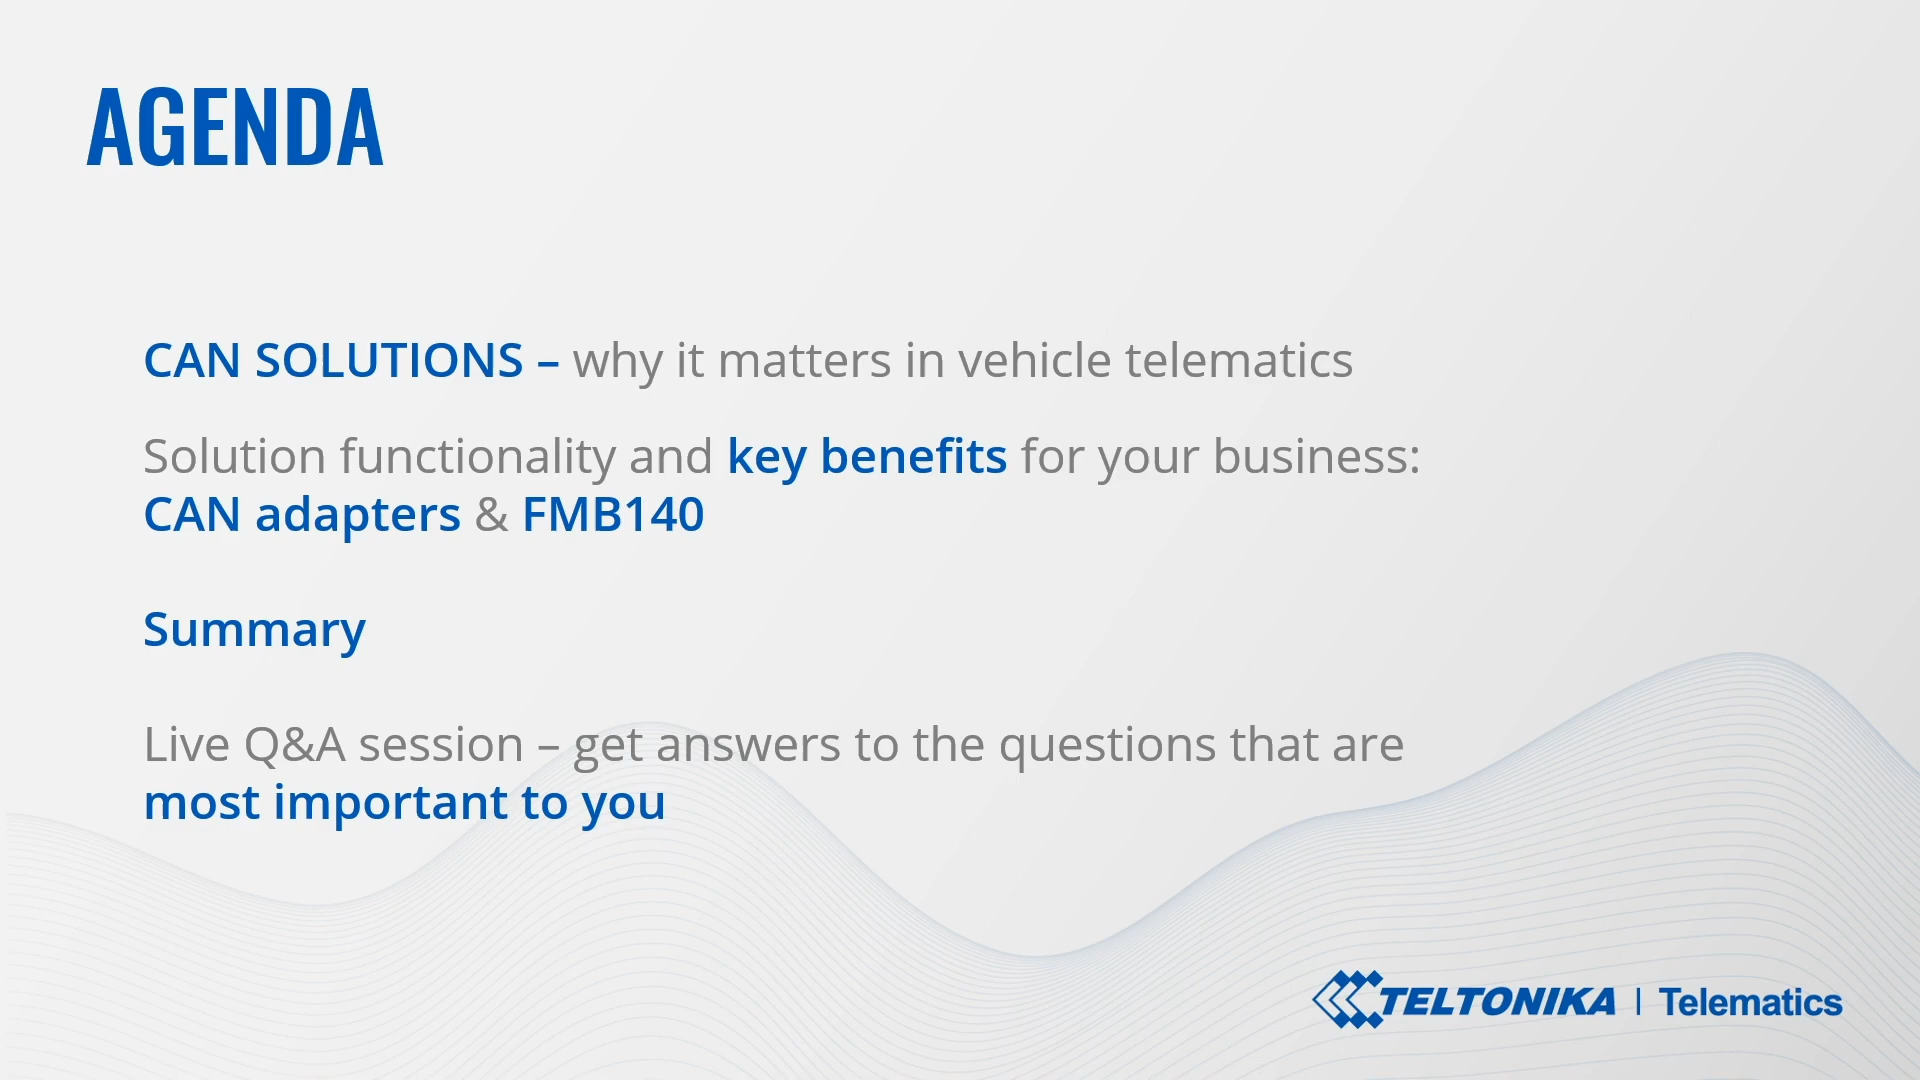 AGENDA
CAN SOLUTIONS – why it matters in vehicle telematics
Solution functionality and key benefits for your business:
CAN adapters & FMB140
Summary
Live Q&A session – get answers to the questions that are
most important to you
TELTONIKA | Telematics